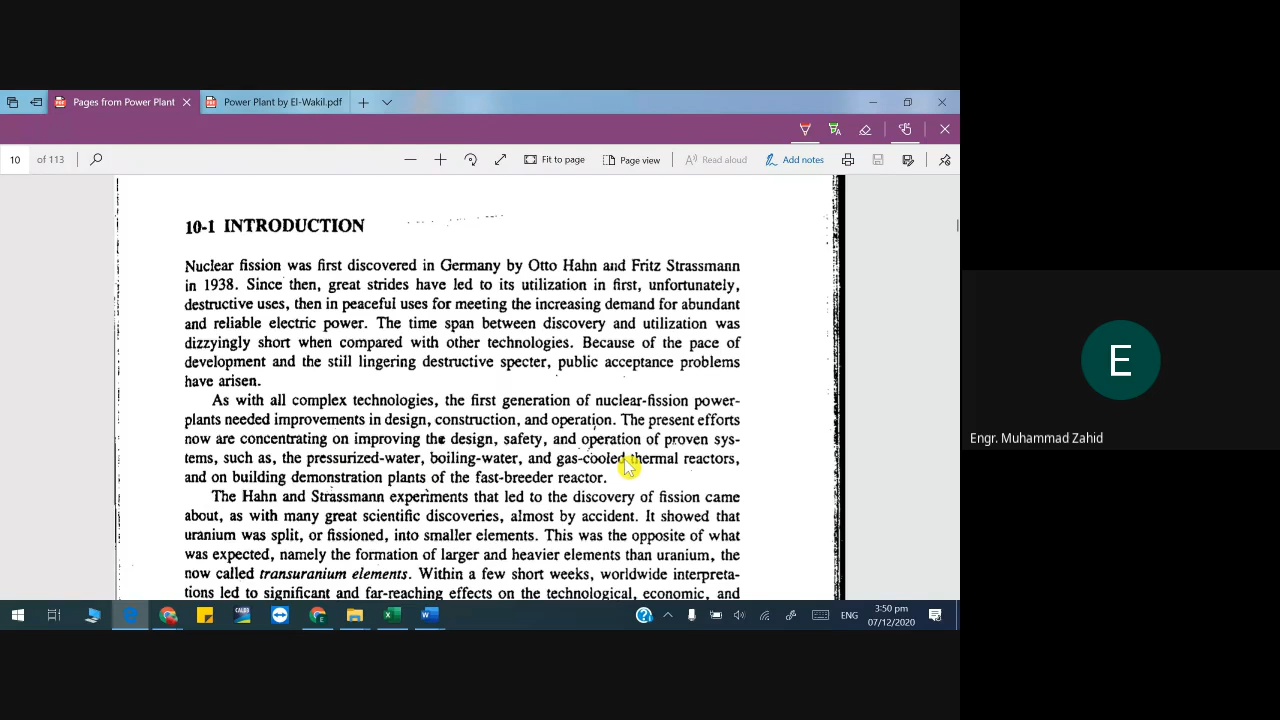 Pages from Power Plant
Power Plant by El-Wakil.pdf
10 of 113
Fit to page
Page view
Read aloud
Add notes
10-1 INTRODUCTION
Nuclear fission was first discovered in Germany by Otto Hahn and Fritz Strassmann
in 1938. Since then, great strides have led to its utilization in first, unfortunately,
destructive uses, then in peaceful uses for meeting the increasing demand for abundant
and reliable electric power. The time span between discovery and utilization was
dizzyingly short when compared with other technologies. Because of the pace of
development and the still lingering destructive specter, public acceptance problems
have arisen.
As with all complex technologies, the first generation of nuclear-fission power-
plants needed improvements in design, construction, and operation. The present efforts
now are concentrating on improving the design, safety, and operation of proven sys-
tems, such as, the pressurized-water, boiling-water, and gas-cooled thermal reactors,
and on building demonstration plants of the fast-breeder reactor.
The Hahn and Strassmann experiments that led to the discovery of fission came
about, as with many great scientific discoveries, almost by accident. It showed that
uranium was split, or fissioned, into smaller elements. This was the opposite of what
was expected, namely the formation of larger and heavier elements than uranium, the
now called transuranium elements. Within a few short weeks, worldwide interpreta-
tions led to significant and far-reaching effects on the technological, economic, and
E
Engr. Muhammad Zahid
ENG
3:50 pm
07/12/2020